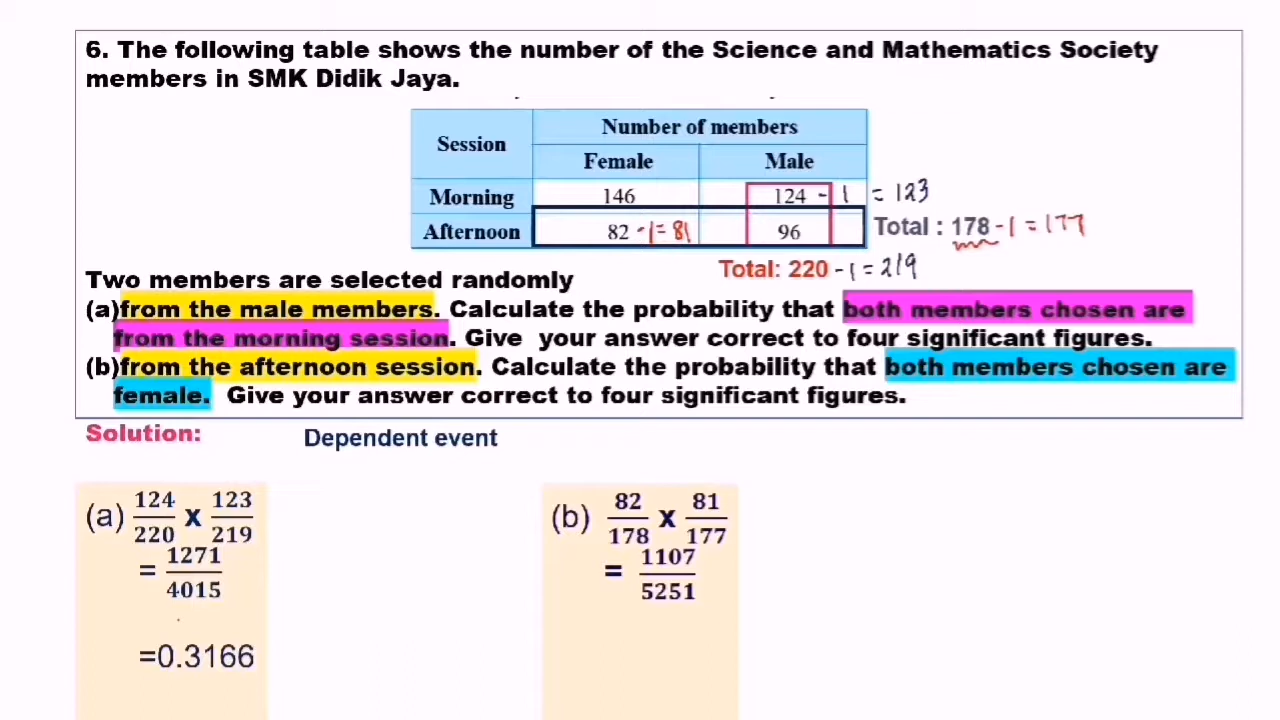 6. The following table shows the number of the Science and Mathematics Society
members in SMK Didik Jaya.
Session
Number of members
Female Male
Morning 146 124 - 1 = 123
Afternoon 82 - 1 = 81 96 Total : 178 - 1 = 177
Total: 220 - 1 = 219
Two members are selected randomly
(a)from the male members. Calculate the probability that both members chosen are
from the morning session. Give your answer correct to four significant figures.
(b)from the afternoon session. Calculate the probability that both members chosen are
female. Give your answer correct to four significant figures.
Solution: Dependent event
(a) 124/220 x 123/219
= 1271/4015
=0.3166
(b) 82/178 x 81/177
= 1107/5251